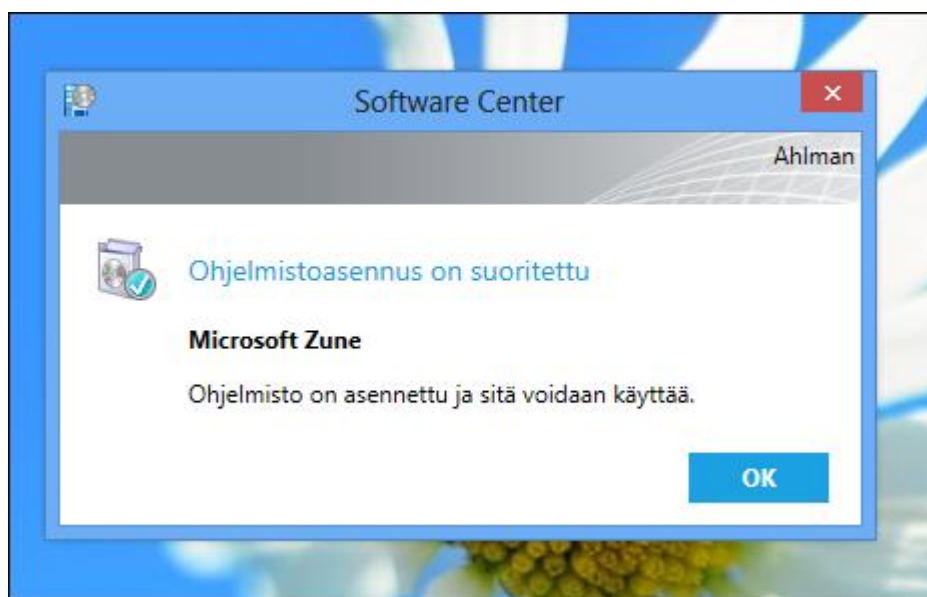 Software Center
Ahlman
Ohjelmistoasennus on suoritettu
Microsoft Zune
Ohjelmisto on asennettu ja sitä voidaan käyttää.
OK